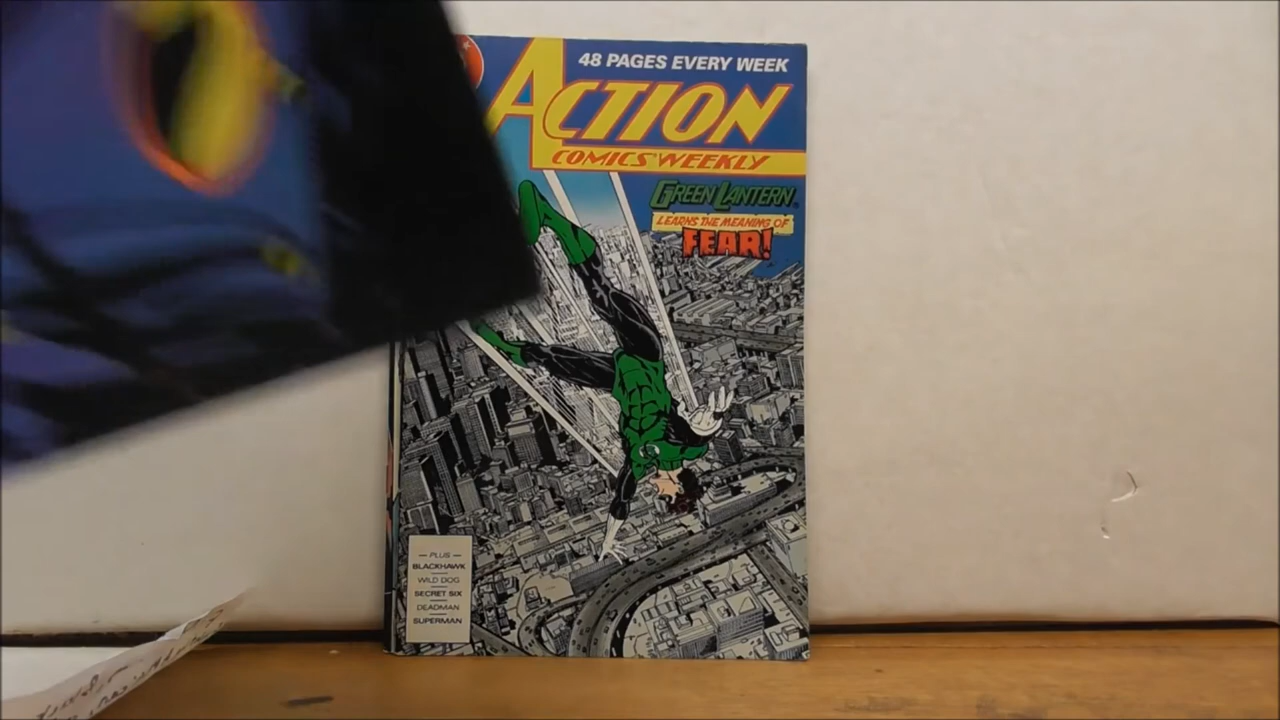 48 PAGES EVERY WEEK
ACTION
COMICS WEEKLY
GREEN LANTERN
LEARNS THE MEANING OF
FEAR!
— PLUS —
BLACKHAWK
WILD DOG
SECRET SIX
DEADMAN
SUPERMAN